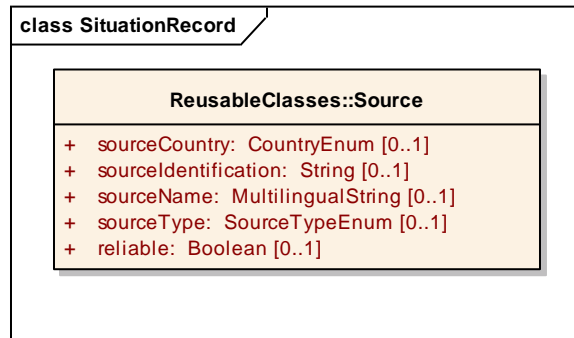 class SituationRecord
ReusableClasses::Source
+ sourceCountry: CountryEnum [0..1]
+ sourceIdentification: String [0..1]
+ sourceName: MultilingualString [0..1]
+ sourceType: SourceTypeEnum [0..1]
+ reliable: Boolean [0..1]